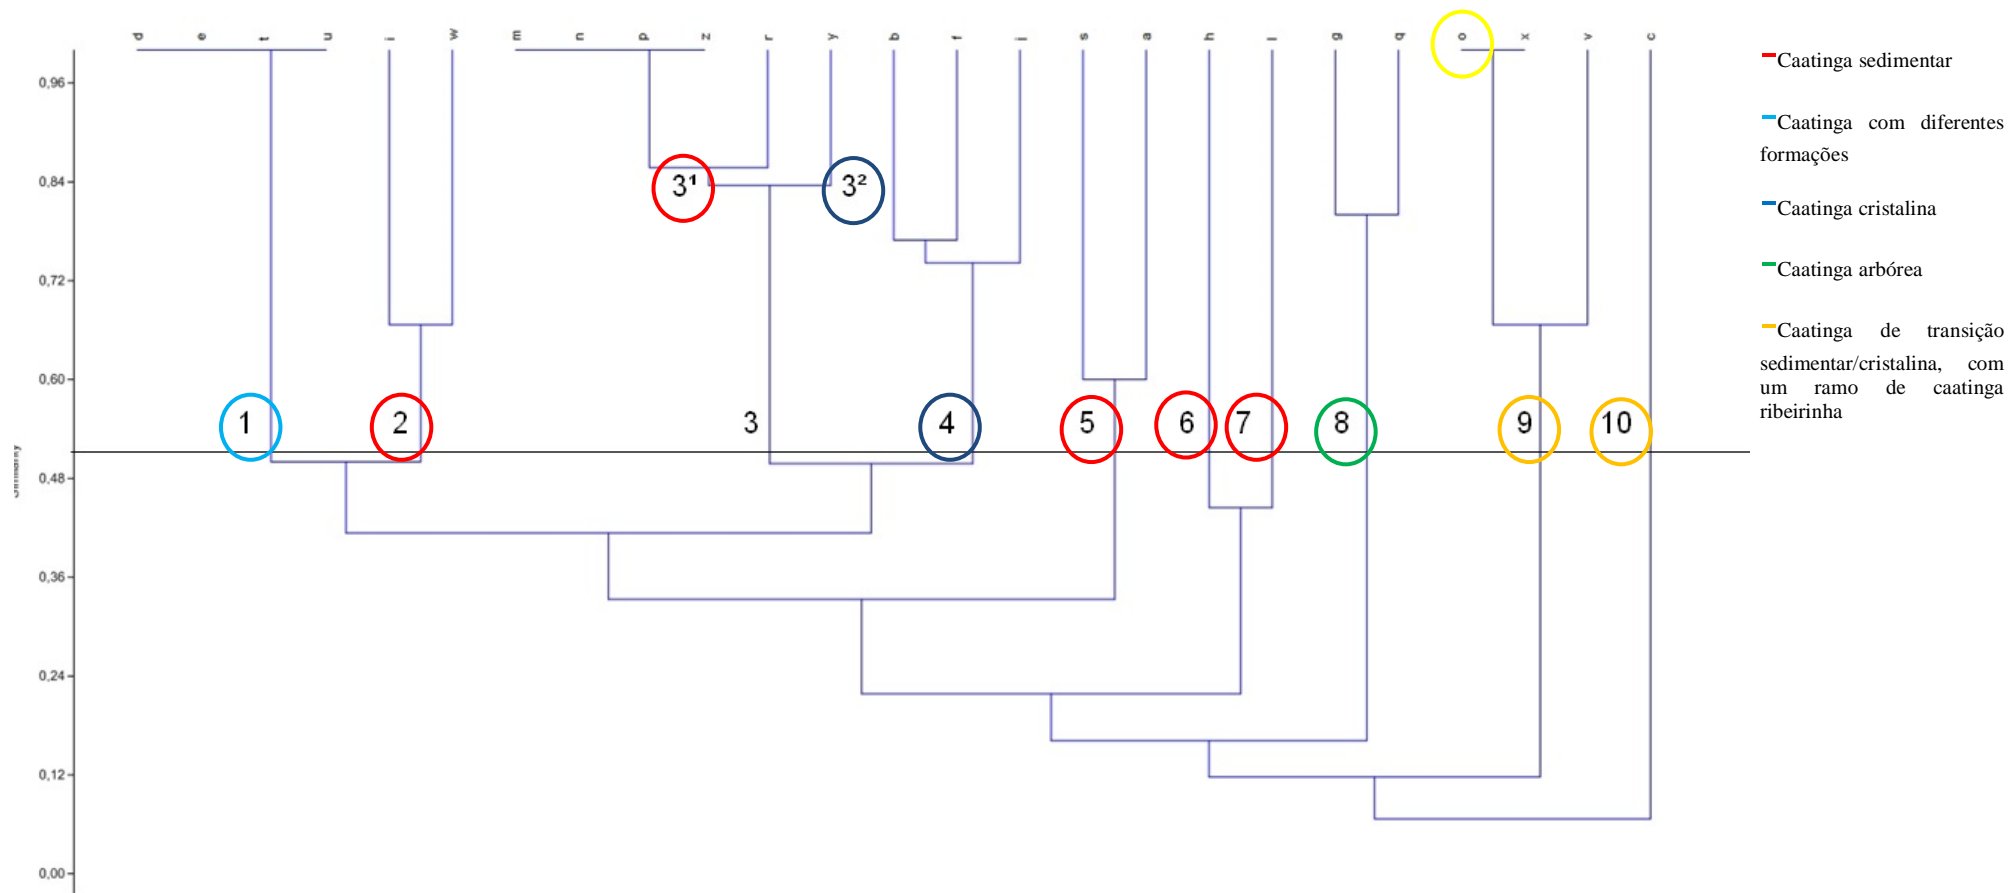 d e t u i w m n p z r y b f j s a h l g q o x v c
0,96
0,84
0,72
0,60
0,48
0,36
0,24
0,12
0,00
3¹ 3²
1 2 3 4 5 6 7 8 9 10
Caatinga sedimentar
Caatinga com diferentes
formações
Caatinga cristalina
Caatinga arbórea
Caatinga de transição
sedimentar/cristalina, com
um ramo de caatinga
ribeirinha